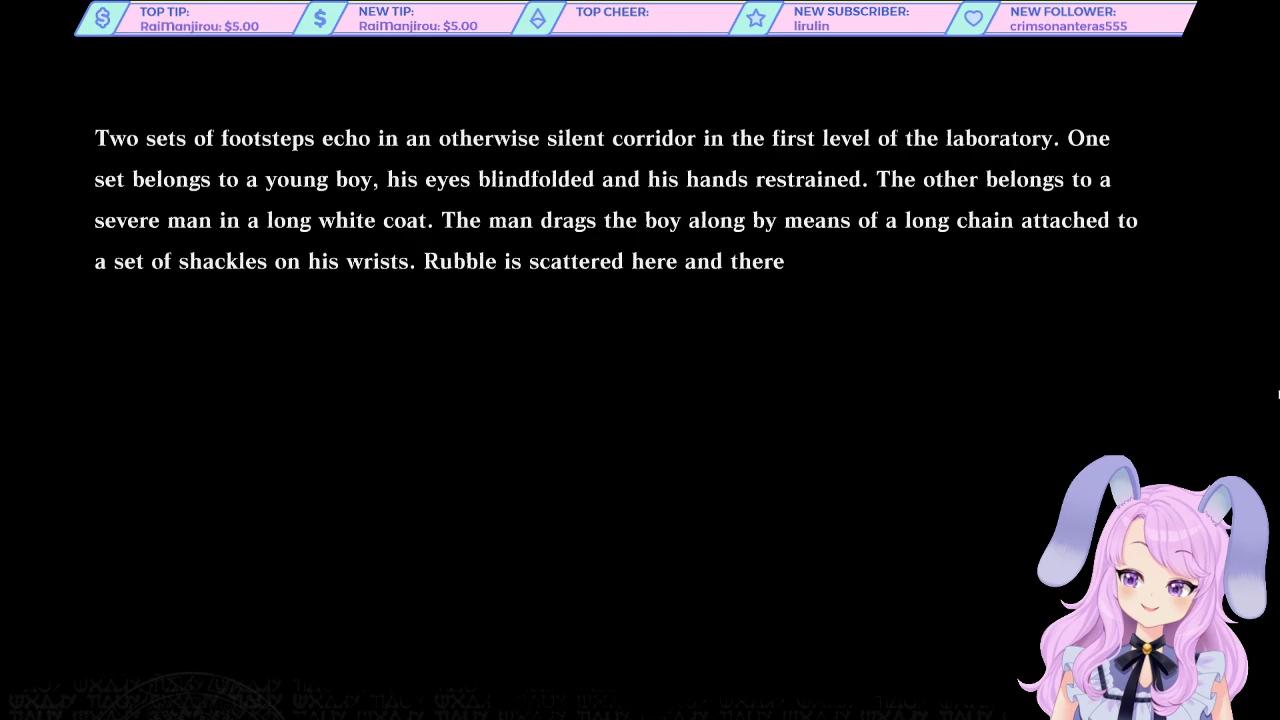 TOP TIP:
RaiManjirou: $5.00
NEW TIP:
RaiManjirou: $5.00
TOP CHEER:
NEW SUBSCRIBER:
lirulin
NEW FOLLOWER:
crimsonanteras555
Two sets of footsteps echo in an otherwise silent corridor in the first level of the laboratory. One
set belongs to a young boy, his eyes blindfolded and his hands restrained. The other belongs to a
severe man in a long white coat. The man drags the boy along by means of a long chain attached to
a set of shackles on his wrists. Rubble is scattered here and there